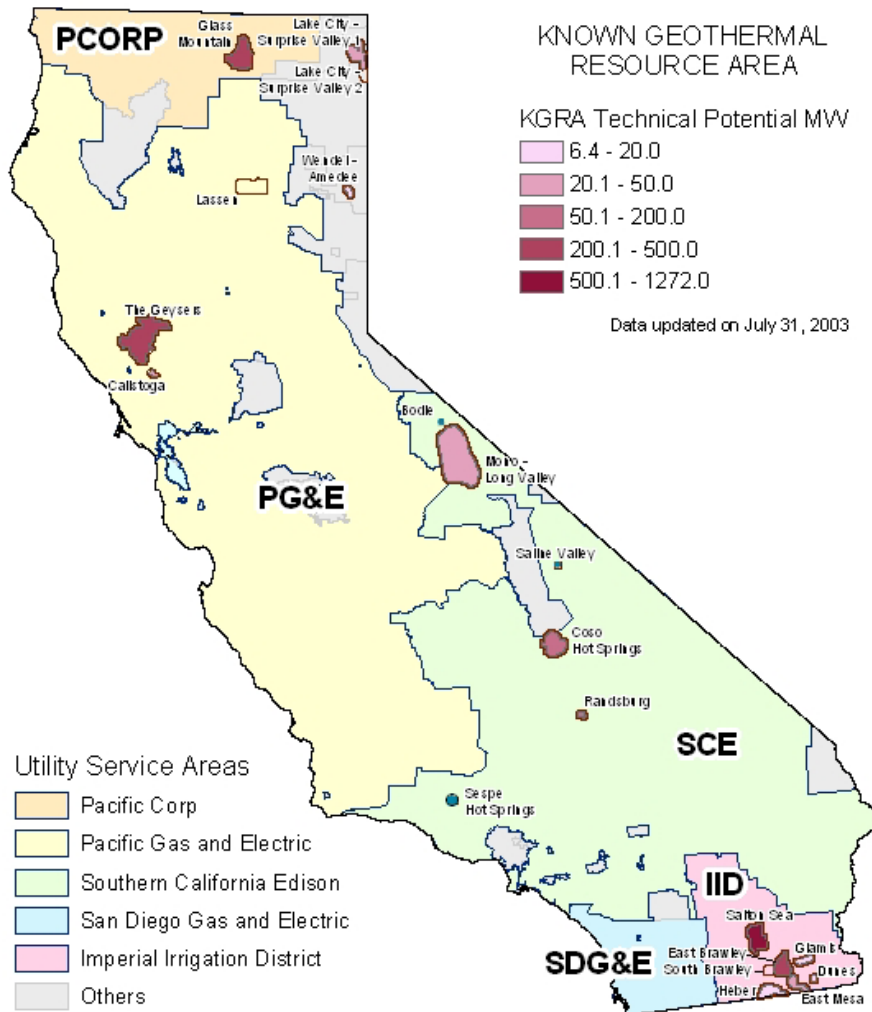 KNOWN GEOTHERMAL
RESOURCE AREA
KGRA Technical Potential MW
6.4 - 20.0
20.1 - 50.0
50.1 - 200.0
200.1 - 500.0
500.1 - 1272.0
Data updated on July 31, 2003
PCORP
Glass
Mountain
Lake City -
Surprise Valley 1
Lake City -
Surprise Valley 2
Wendel -
Amedee
Lassen
The Geysers
Calistoga
Bodie
Mono -
Long Valley
PG&E
Saline Valley
Coso
Hot Springs
Randsburg
SCE
Sespe
Hot Springs
IID
Salton Sea
East Brawley
Glamis
South Brawley
Dunes
SDG&E
Heber
East Mesa
Utility Service Areas
Pacific Corp
Pacific Gas and Electric
Southern California Edison
San Diego Gas and Electric
Imperial Irrigation District
Others